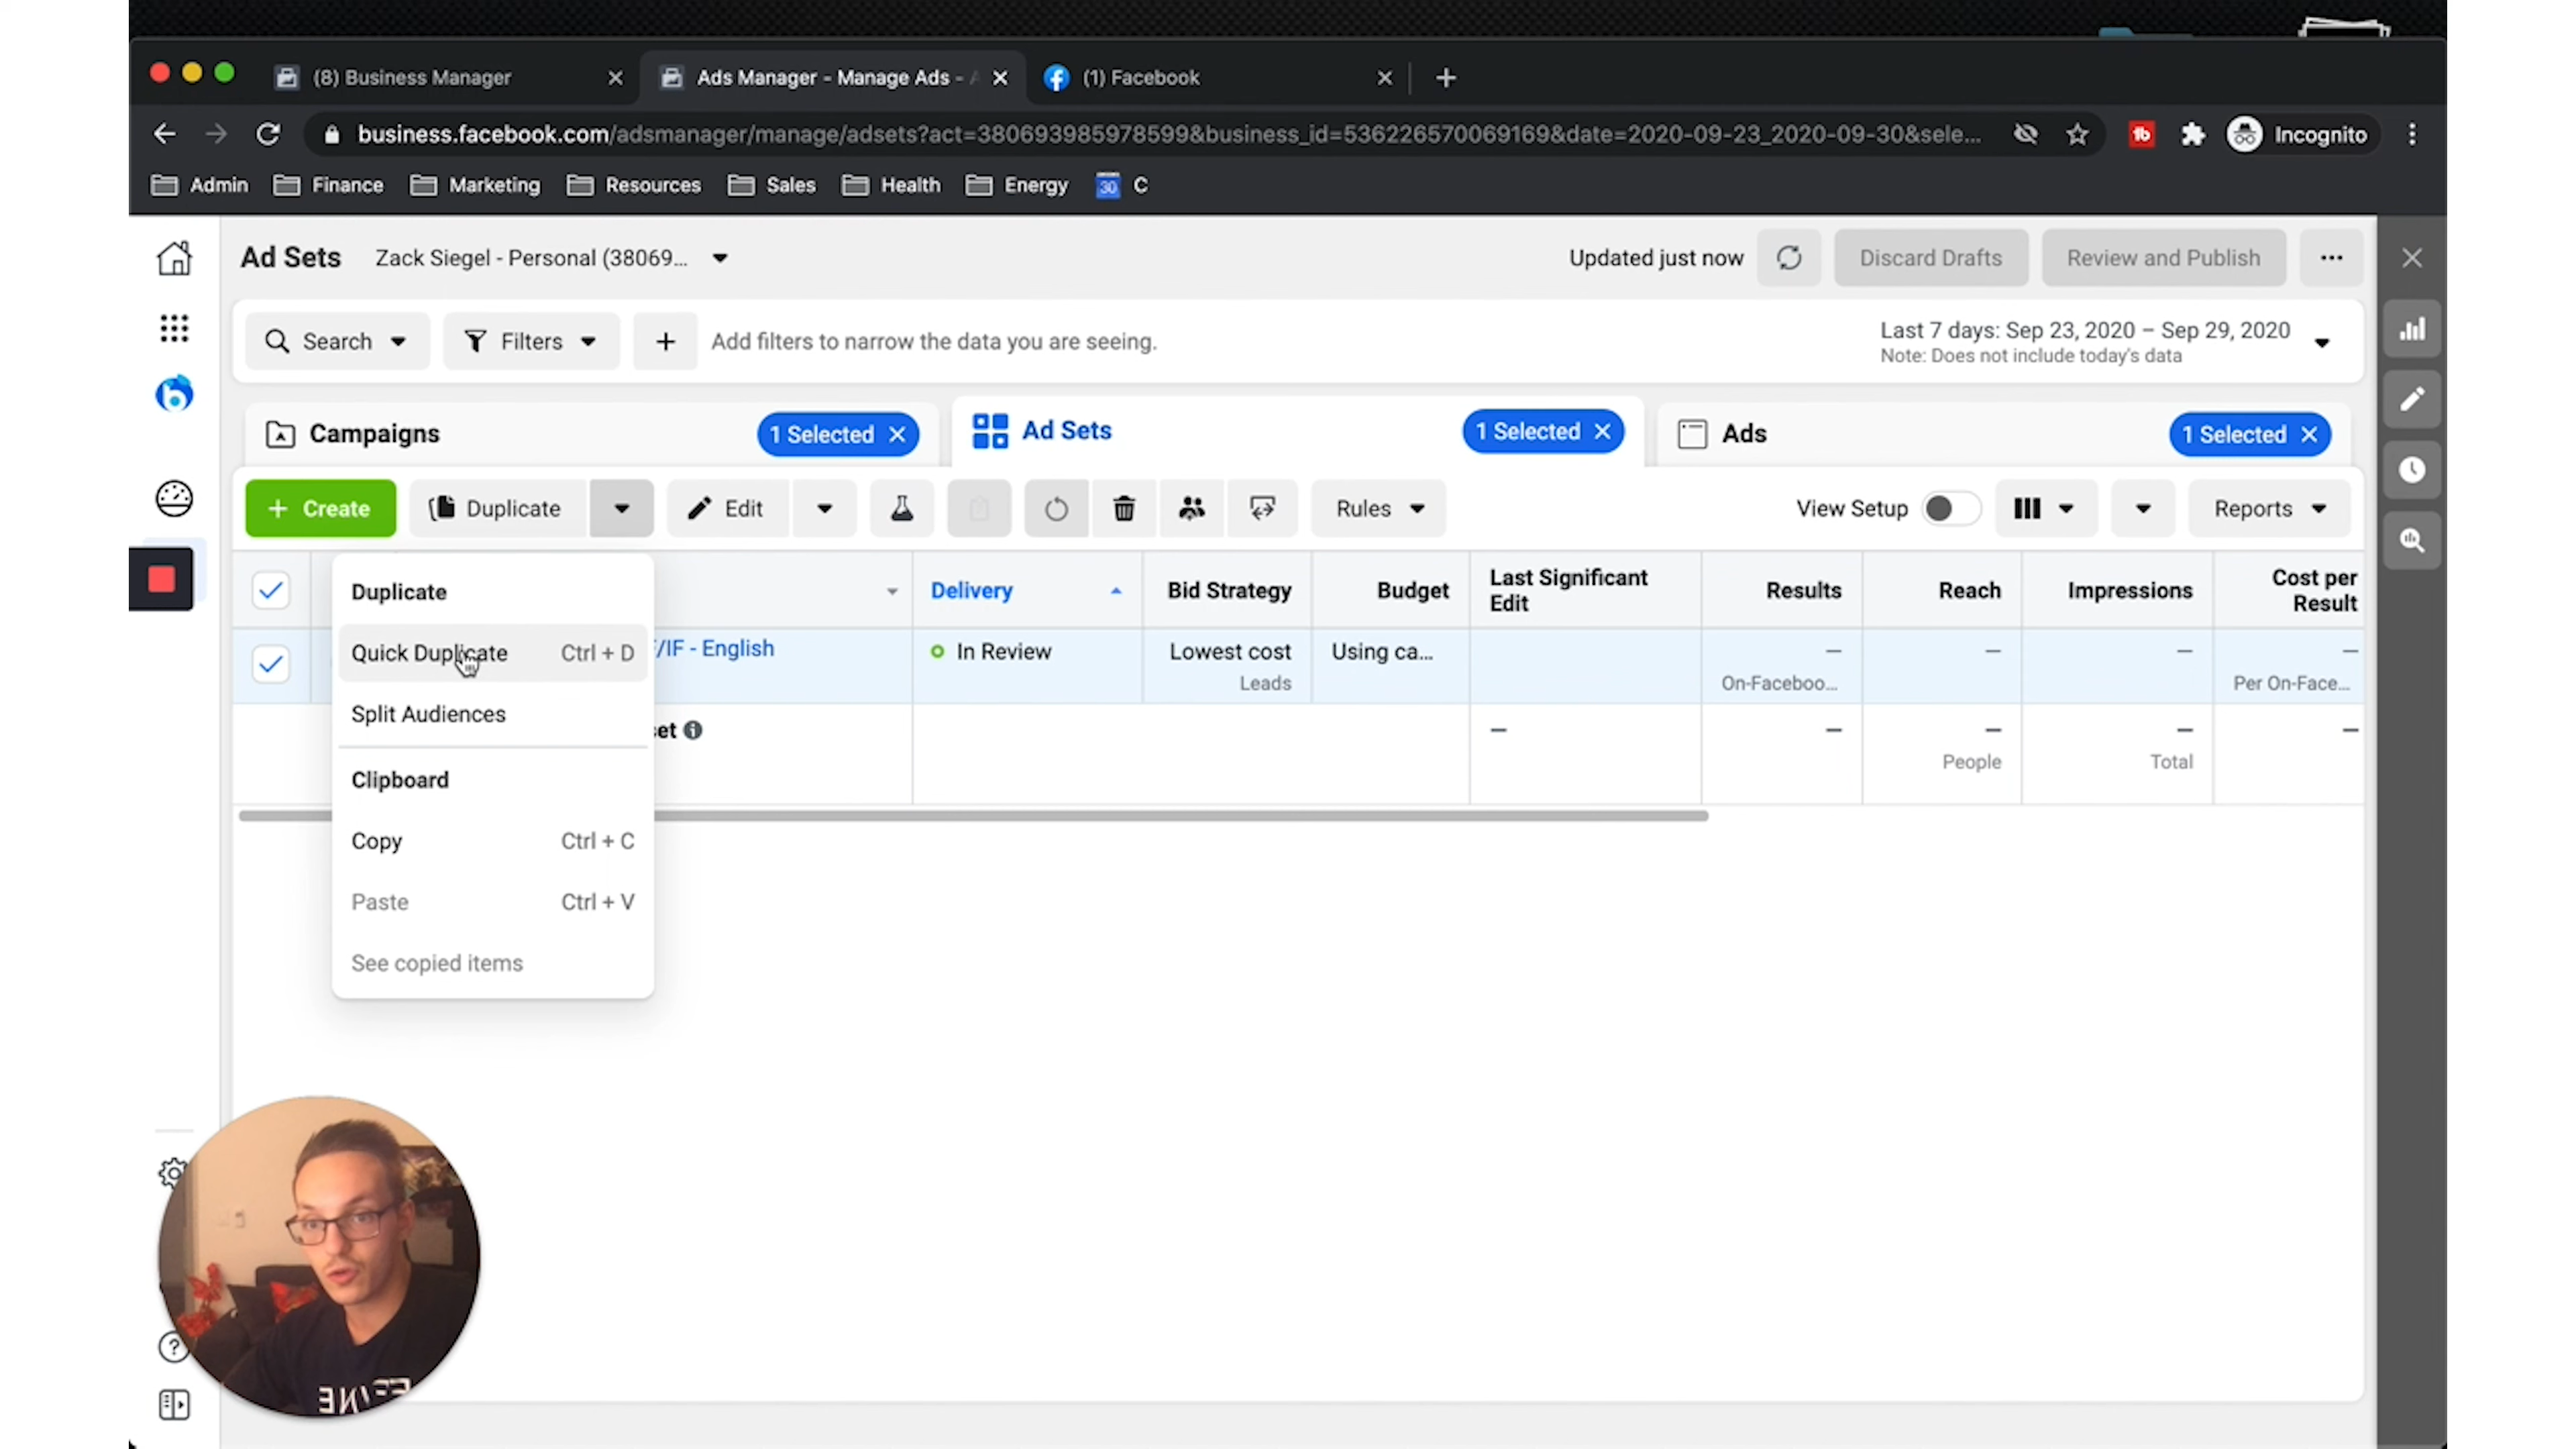 (8) Business Manager
Ads Manager - Manage Ads - A
(1) Facebook
business.facebook.com/adsmanager/manage/adsets?act=380693985978599&business_id=536226570069169&date=2020-09-23_2020-09-30&sele...
Incognito
Admin
Finance
Marketing
Resources
Sales
Health
Energy
30
C
Ad Sets
Zack Siegel - Personal (38069...
Updated just now
Discard Drafts
Review and Publish
Search
Filters
Add filters to narrow the data you are seeing.
Last 7 days: Sep 23, 2020 – Sep 29, 2020
Note: Does not include today's data
Campaigns
1 Selected
Ad Sets
1 Selected
Ads
1 Selected
Create
Duplicate
Edit
Rules
View Setup
Reports
Delivery
Bid Strategy
Budget
Last Significant
Edit
Results
Reach
Impressions
Cost per
Result
/IF - English
In Review
Lowest cost
Leads
Using ca...
—
On-Faceboo...
—
—
—
Per On-Face...
set
—
—
—
People
—
Total
—
Duplicate
Quick Duplicate Ctrl + D
Split Audiences
Clipboard
Copy Ctrl + C
Paste Ctrl + V
See copied items